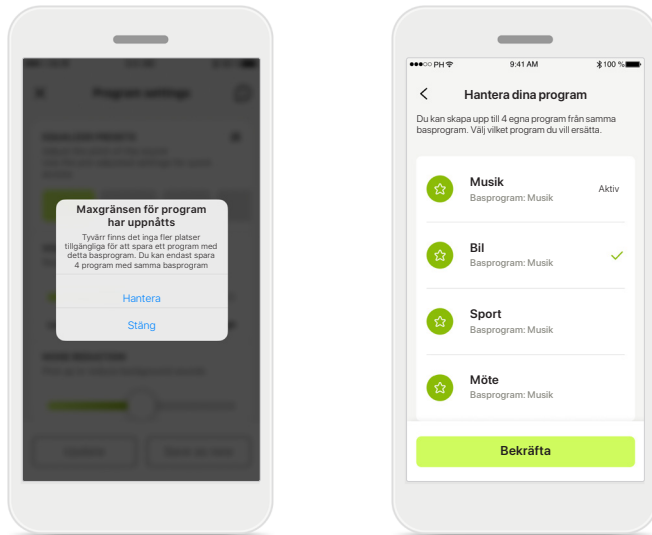 Program settings
Maxgränsen för program
har uppnåtts
Tyvärr finns det inga fler platser
tillgängliga för att spara ett program med
detta basprogram. Du kan endast spara
4 program med samma basprogram
Hantera
Stäng
PH 9:41 AM 100 %
Hantera dina program
Du kan skapa upp till 4 egna program från samma
basprogram. Välj vilket program du vill ersätta.
Musik
Basprogram: Musik
Aktiv
Bil
Basprogram: Musik
Sport
Basprogram: Musik
Möte
Basprogram: Musik
Bekräfta